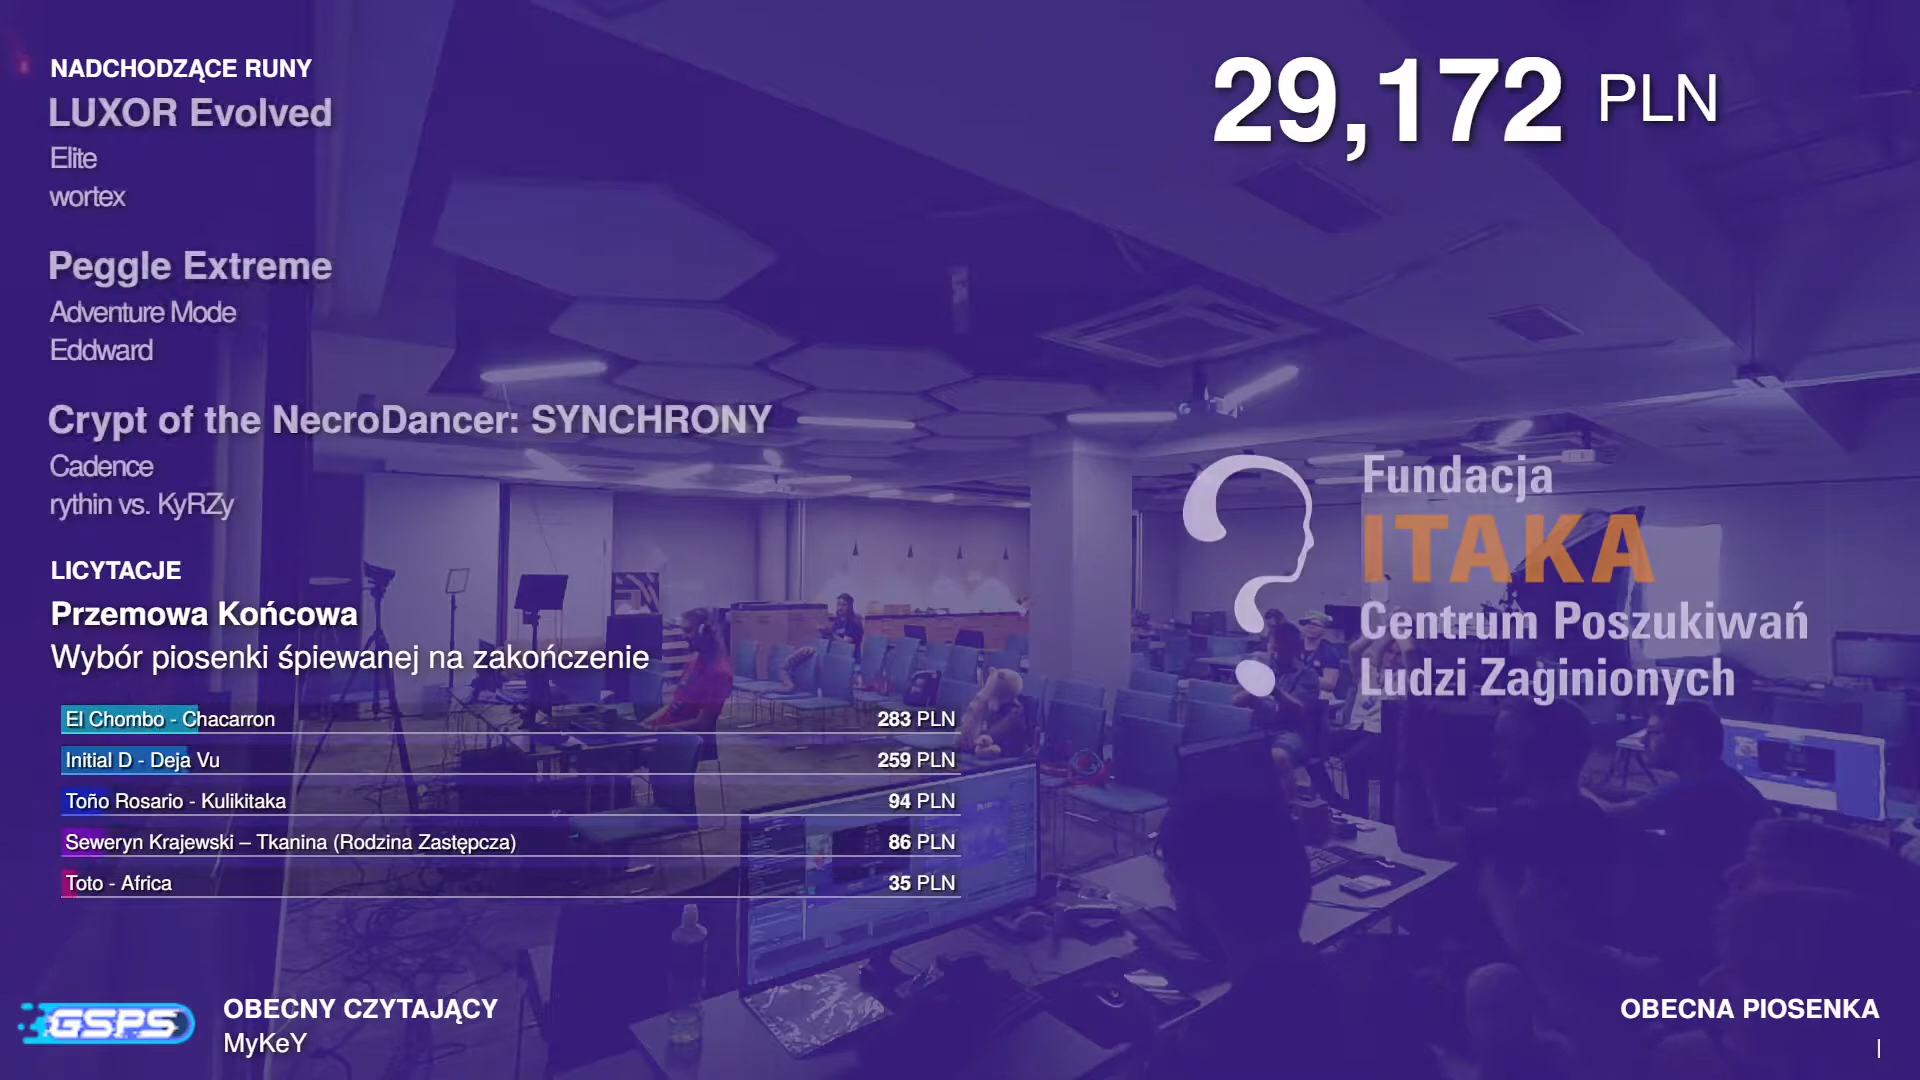 NADCHODZĄCE RUNY
LUXOR Evolved
Elite
wortex
Peggle Extreme
Adventure Mode
Eddward
Crypt of the NecroDancer: SYNCHRONY
Cadence
rythin vs. KyRZy
LICYTACJE
Przemowa Końcowa
Wybór piosenki śpiewanej na zakończenie
El Chombo - Chacarron 283 PLN
Initial D - Deja Vu 259 PLN
Toño Rosario - Kulikitaka 94 PLN
Seweryn Krajewski – Tkanina (Rodzina Zastępcza) 86 PLN
Toto - Africa 35 PLN
29,172 PLN
Fundacja
ITAKA
Centrum Poszukiwań
Ludzi Zaginionych
GSPS
OBECNY CZYTAJĄCY
MyKeY
OBECNA PIOSENKA
|